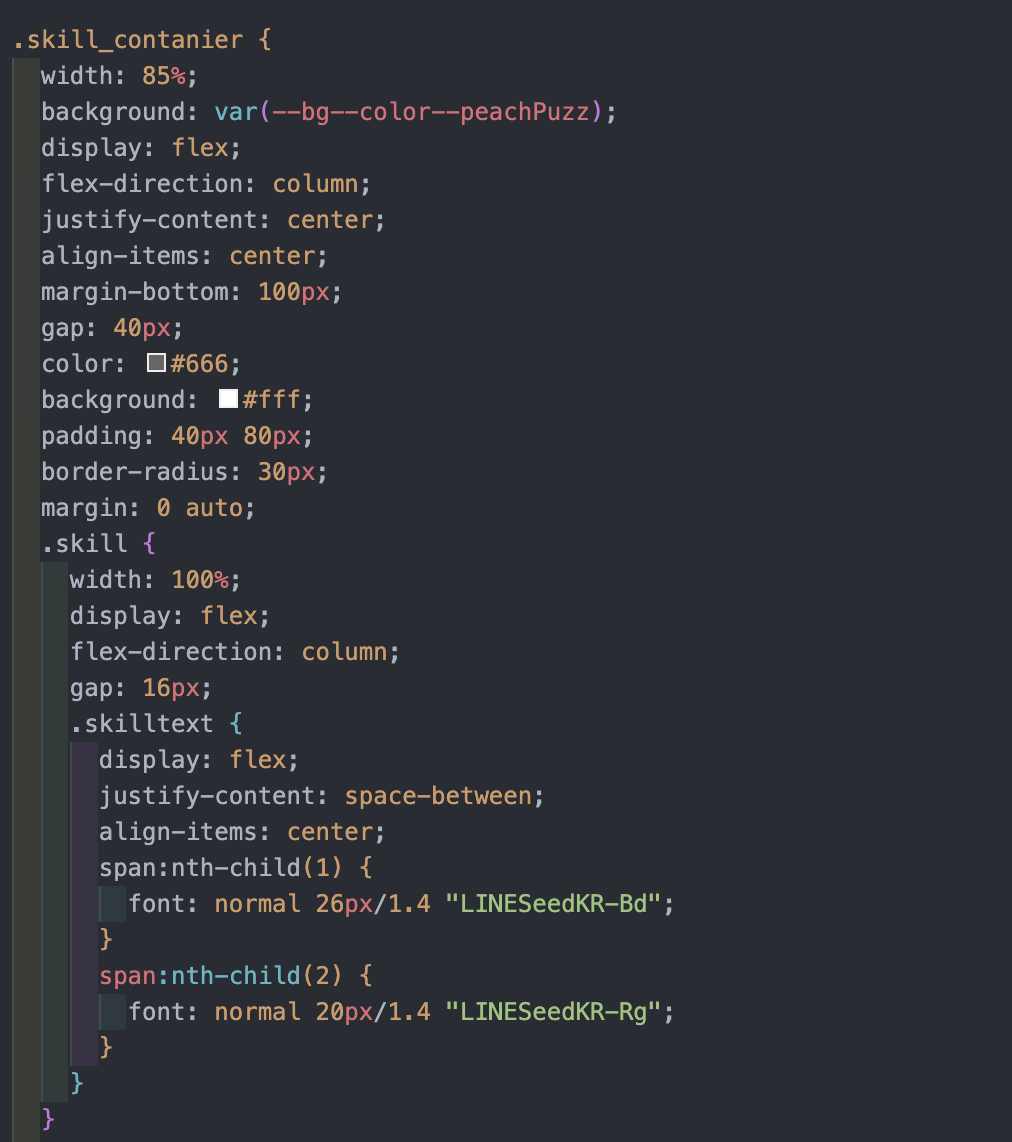 .skill_contanier {
width: 85%;
background: var(--bg--color--peachPuzz);
display: flex;
flex-direction: column;
justify-content: center;
align-items: center;
margin-bottom: 100px;
gap: 40px;
color: #666;
background: #fff;
padding: 40px 80px;
border-radius: 30px;
margin: 0 auto;
.skill {
width: 100%;
display: flex;
flex-direction: column;
gap: 16px;
.skilltext {
display: flex;
justify-content: space-between;
align-items: center;
span:nth-child(1) {
font: normal 26px/1.4 "LINESeedKR-Bd";
}
span:nth-child(2) {
font: normal 20px/1.4 "LINESeedKR-Rg";
}
}
}